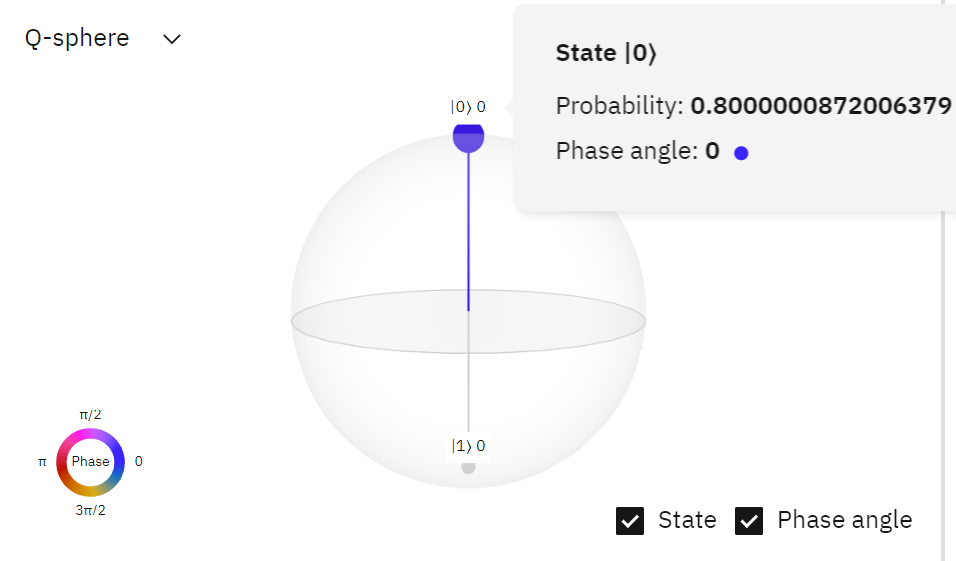 Q-sphere
State |0⟩
Probability: 0.8000000872006379
Phase angle: 0
|0⟩ 0
|1⟩ 0
π/2
π
Phase
0
3π/2
State
Phase angle